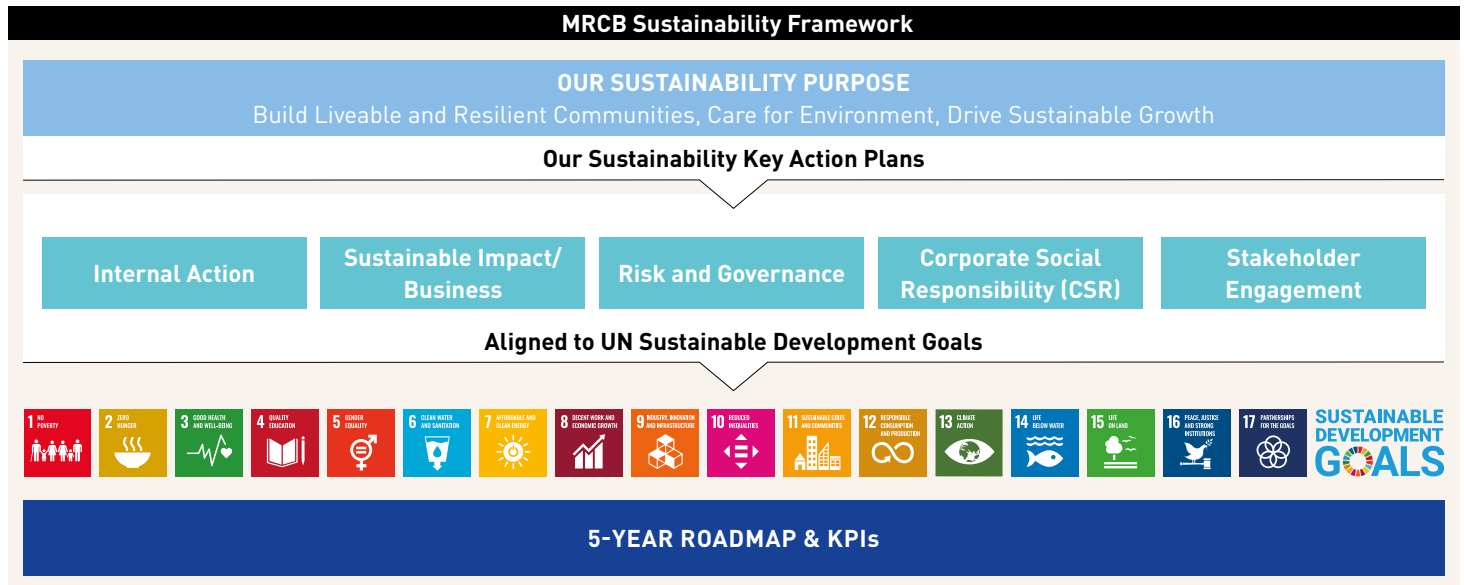 MRCB Sustainability Framework
OUR SUSTAINABILITY PURPOSE
Build Liveable and Resilient Communities, Care for Environment, Drive Sustainable Growth
Our Sustainability Key Action Plans
Internal Action
Sustainable Impact/
Business
Risk and Governance
Corporate Social
Responsibility (CSR)
Stakeholder
Engagement
Aligned to UN Sustainable Development Goals
1 NO
POVERTY
2 ZERO
HUNGER
3 GOOD HEALTH
AND WELL-BEING
4 QUALITY
EDUCATION
5 GENDER
EQUALITY
6 CLEAN WATER
AND SANITATION
7 AFFORDABLE AND
CLEAN ENERGY
8 DECENT WORK AND
ECONOMIC GROWTH
9 INDUSTRY, INNOVATION
AND INFRASTRUCTURE
10 REDUCED
INEQUALITIES
11 SUSTAINABLE CITIES
AND COMMUNITIES
12 RESPONSIBLE
CONSUMPTION
AND PRODUCTION
13 CLIMATE
ACTION
14 LIFE
BELOW WATER
15 LIFE
ON LAND
16 PEACE, JUSTICE
AND STRONG
INSTITUTIONS
17 PARTNERSHIPS
FOR THE GOALS
SUSTAINABLE
DEVELOPMENT
GOALS
5-YEAR ROADMAP & KPIs